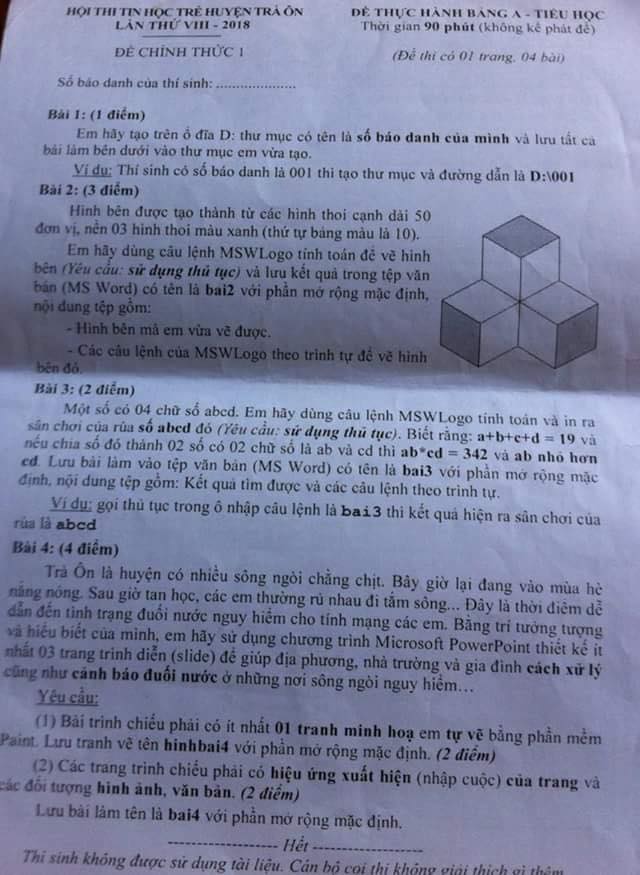 HỘI THI TIN HỌC TRẺ HUYỆN TRÀ ÔN
LẦN THỨ VIII - 2018
ĐỀ CHÍNH THỨC 1
ĐỀ THỰC HÀNH BẢNG A - TIỂU HỌC
Thời gian 90 phút (không kể phát đề)
(Đề thi có 01 trang, 04 bài)
Số báo danh của thí sinh: ....................
Bài 1: (1 điểm)
Em hãy tạo trên ổ đĩa D: thư mục có tên là số báo danh của mình và lưu tất cả
bài làm bên dưới vào thư mục em vừa tạo.
Ví dụ: Thí sinh có số báo danh là 001 thì tạo thư mục và đường dẫn là D:\001
Bài 2: (3 điểm)
Hình bên được tạo thành từ các hình thoi cạnh dài 50
đơn vị, nền 03 hình thoi màu xanh (thứ tự bảng màu là 10).
Em hãy dùng câu lệnh MSWLogo tính toán để vẽ hình
bên (Yêu cầu: sử dụng thủ tục) và lưu kết quả trong tệp văn
bản (MS Word) có tên là bai2 với phần mở rộng mặc định,
nội dung tệp gồm:
- Hình bên mà em vừa vẽ được.
- Các câu lệnh của MSWLogo theo trình tự để vẽ hình
bên đó.
Bài 3: (2 điểm)
Một số có 04 chữ số abcd. Em hãy dùng câu lệnh MSWLogo tính toán và in ra
sân chơi của rùa số abcd đó (Yêu cầu: sử dụng thủ tục). Biết rằng: a+b+c+d = 19 và
nếu chia số đó thành 02 số có 02 chữ số là ab và cd thì ab*cd = 342 và ab nhỏ hơn
cd. Lưu bài làm vào tệp văn bản (MS Word) có tên là bai3 với phần mở rộng mặc
định, nội dung tệp gồm: Kết quả tìm được và các câu lệnh theo trình tự.
Ví dụ: gọi thủ tục trong ô nhập câu lệnh là bai3 thì kết quả hiện ra sân chơi của
rùa là abcd
Bài 4: (4 điểm)
Trà Ôn là huyện có nhiều sông ngòi chằng chịt. Bây giờ lại đang vào mùa hè
nắng nóng. Sau giờ tan học, các em thường rủ nhau đi tắm sông... Đây là thời điểm dễ
dẫn đến tình trạng đuối nước nguy hiểm cho tính mạng các em. Bằng trí tưởng tượng
và hiểu biết của mình, em hãy sử dụng chương trình Microsoft PowerPoint thiết kế ít
nhất 03 trang trình diễn (slide) để giúp địa phương, nhà trường và gia đình cách xử lý
cũng như cảnh báo đuối nước ở những nơi sông ngòi nguy hiểm...
Yêu cầu:
(1) Bài trình chiếu phải có ít nhất 01 tranh minh hoạ em tự vẽ bằng phần mềm
Paint. Lưu tranh vẽ tên hinhbai4 với phần mở rộng mặc định. (2 điểm)
(2) Các trang trình chiếu phải có hiệu ứng xuất hiện (nhập cuộc) của trang và
các đối tượng hình ảnh, văn bản. (2 điểm)
Lưu bài làm tên là bai4 với phần mở rộng mặc định.
-------------------- Hết --------------------
Thí sinh không được sử dụng tài liệu. Cán bộ coi thi không giải thích gì thêm